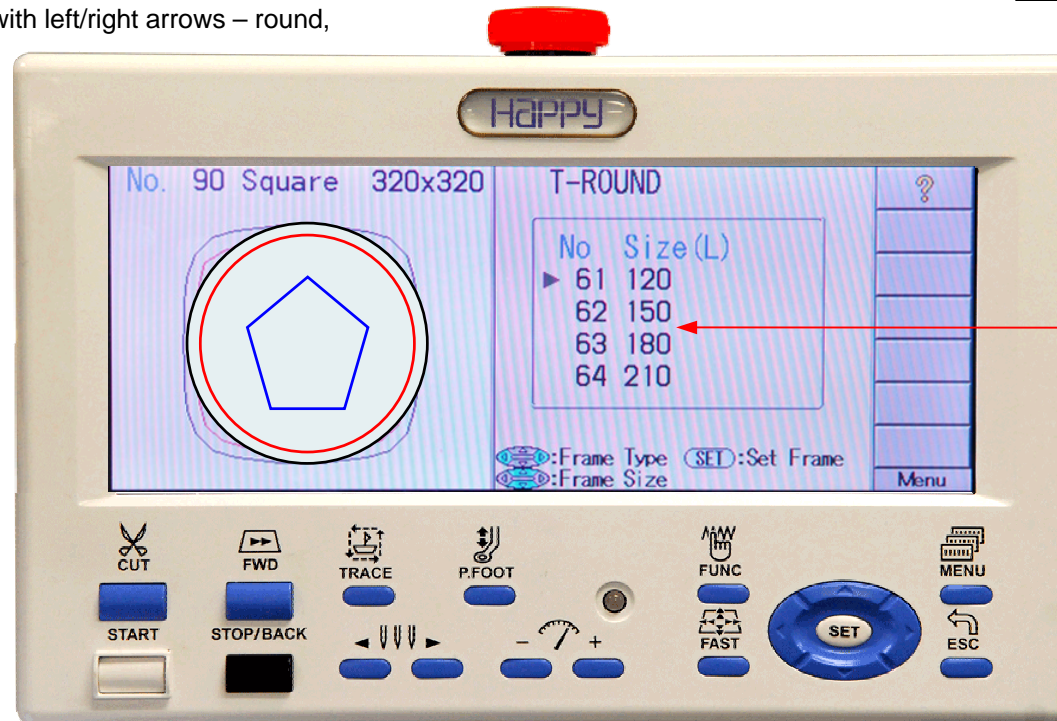 with left/right arrows – round,
Happy
No. 90 Square 320x320
T-ROUND
?
No Size(L)
61 120
62 150
63 180
64 210
:Frame Type SET:Set Frame
:Frame Size
Menu
CUT
FWD
TRACE
P.FOOT
FUNC
MENU
START
STOP/BACK
- +
FAST
SET
ESC